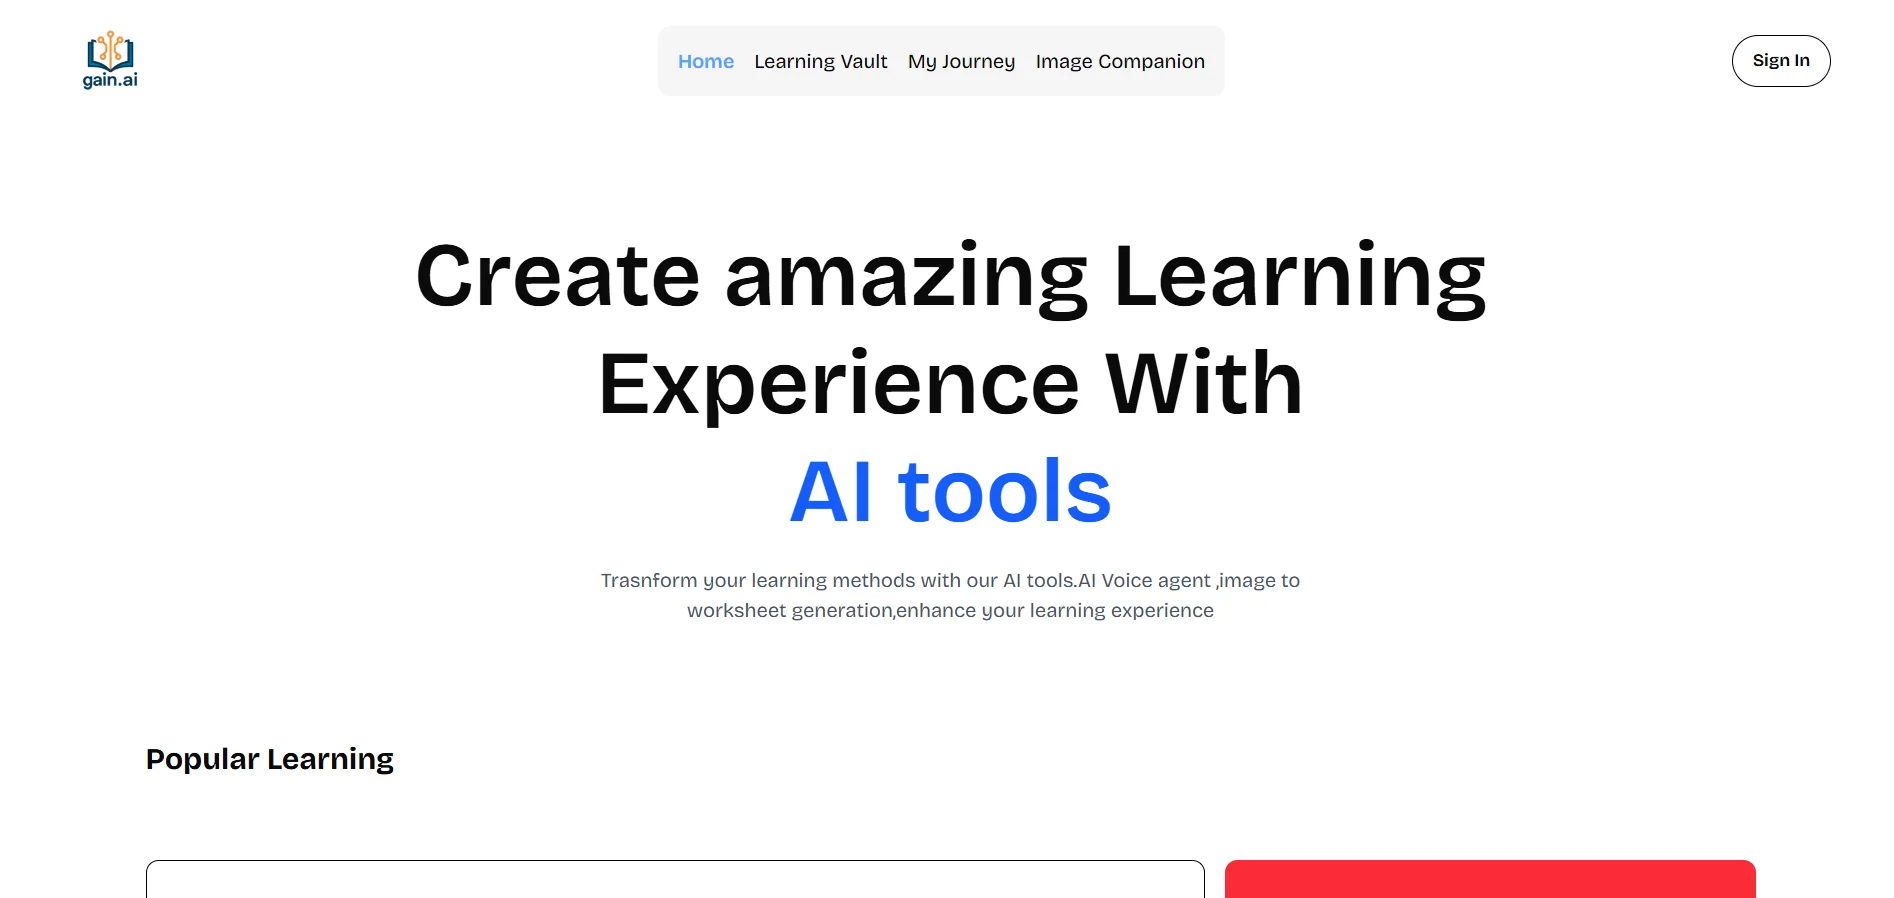 gain.ai
Home Learning Vault My Journey Image Companion
Sign In
Create amazing Learning
Experience With
AI tools
Trasnform your learning methods with our AI tools.AI Voice agent ,image to
worksheet generation,enhance your learning experience
Popular Learning